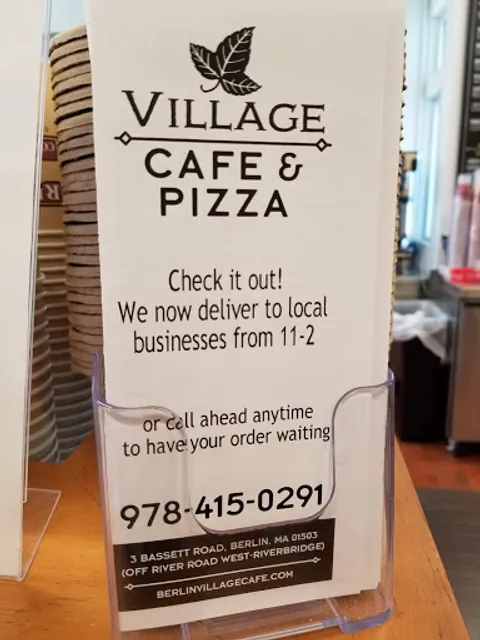 VILLAGE
CAFE &
PIZZA
Check it out!
We now deliver to local
businesses from 11-2
or call ahead anytime
to have your order waiting
978-415-0291
3 BASSETT ROAD, BERLIN, MA 01503
(OFF RIVER ROAD WEST-RIVERBRIDGE)
BERLINVILLAGECAFE.COM